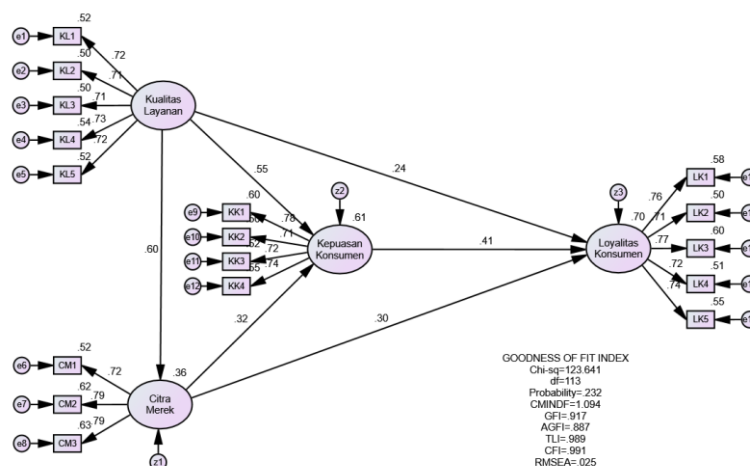 .52
e1 KL1
.72
.50
e2 KL2
.71
.50
e3 KL3
.71
.54
e4 KL4
.73
.52
e5 KL5
.72
Kualitas
Layanan
.55
.24
.60
z2
.61
.60
e9 KK1
.78
e10 KK2
.71
.52
e11 KK3
.72
.55
e12 KK4
.74
Kepuasan
Konsumen
.41
.32
.30
z3
.70
Loyalitas
Konsumen
.58
LK1
.76
.50
LK2
.71
.60
LK3
.77
.51
LK4
.72
.55
LK5
.74
.52
e6 CM1
.72
.62
e7 CM2
.79
.63
e8 CM3
.79
.36
Citra
Merek
z1
GOODNESS OF FIT INDEX
Chi-sq=123.641
df=113
Probability=.232
CMINDF=1.094
GFI=.917
AGFI=.887
TLI=.989
CFI=.991
RMSEA=.025